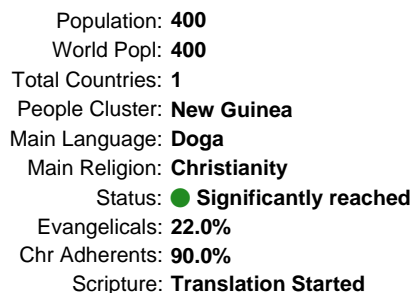 Population: 400
World Popl: 400
Total Countries: 1
People Cluster: New Guinea
Main Language: Doga
Main Religion: Christianity
Status: Significantly reached
Evangelicals: 22.0%
Chr Adherents: 90.0%
Scripture: Translation Started